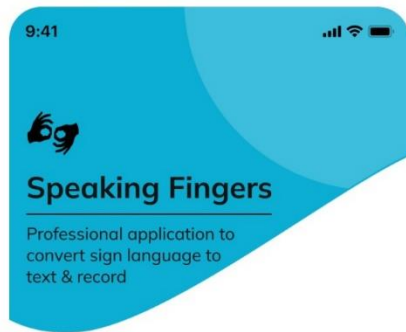 9:41
Speaking Fingers
Professional application to
convert sign language to
text & record